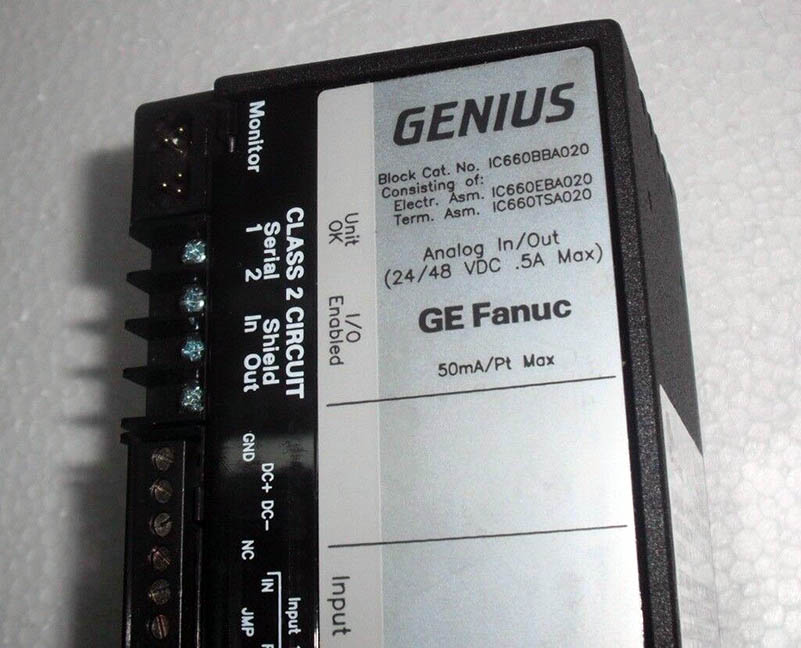 GENIUS
Block Cat. No. IC660BBA020
Consisting of:
Electr. Asm. IC660EBA020
Term. Asm. IC660TSA020
Analog In/Out
(24/48 VDC .5A Max)
GE Fanuc
50mA/Pt Max
Unit
OK
I/O
Enabled
Input
Monitor
CLASS 2 CIRCUIT
Serial Shield
1 2 In Out
GND
DC+
DC-
NC
Input
IN
JMP